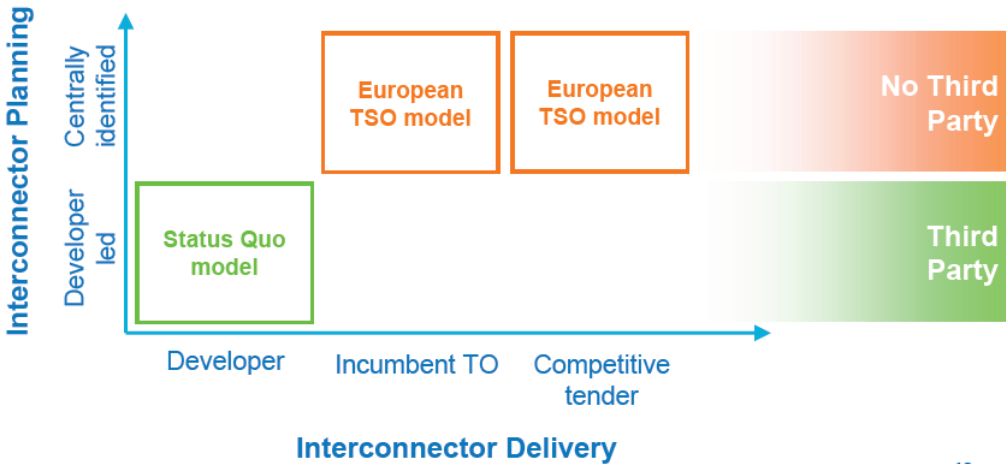 Interconnector Planning
Centrally
identified
Developer
led
European
TSO model
European
TSO model
No Third
Party
Status Quo
model
Third
Party
Developer
Incumbent TO
Competitive
tender
Interconnector Delivery